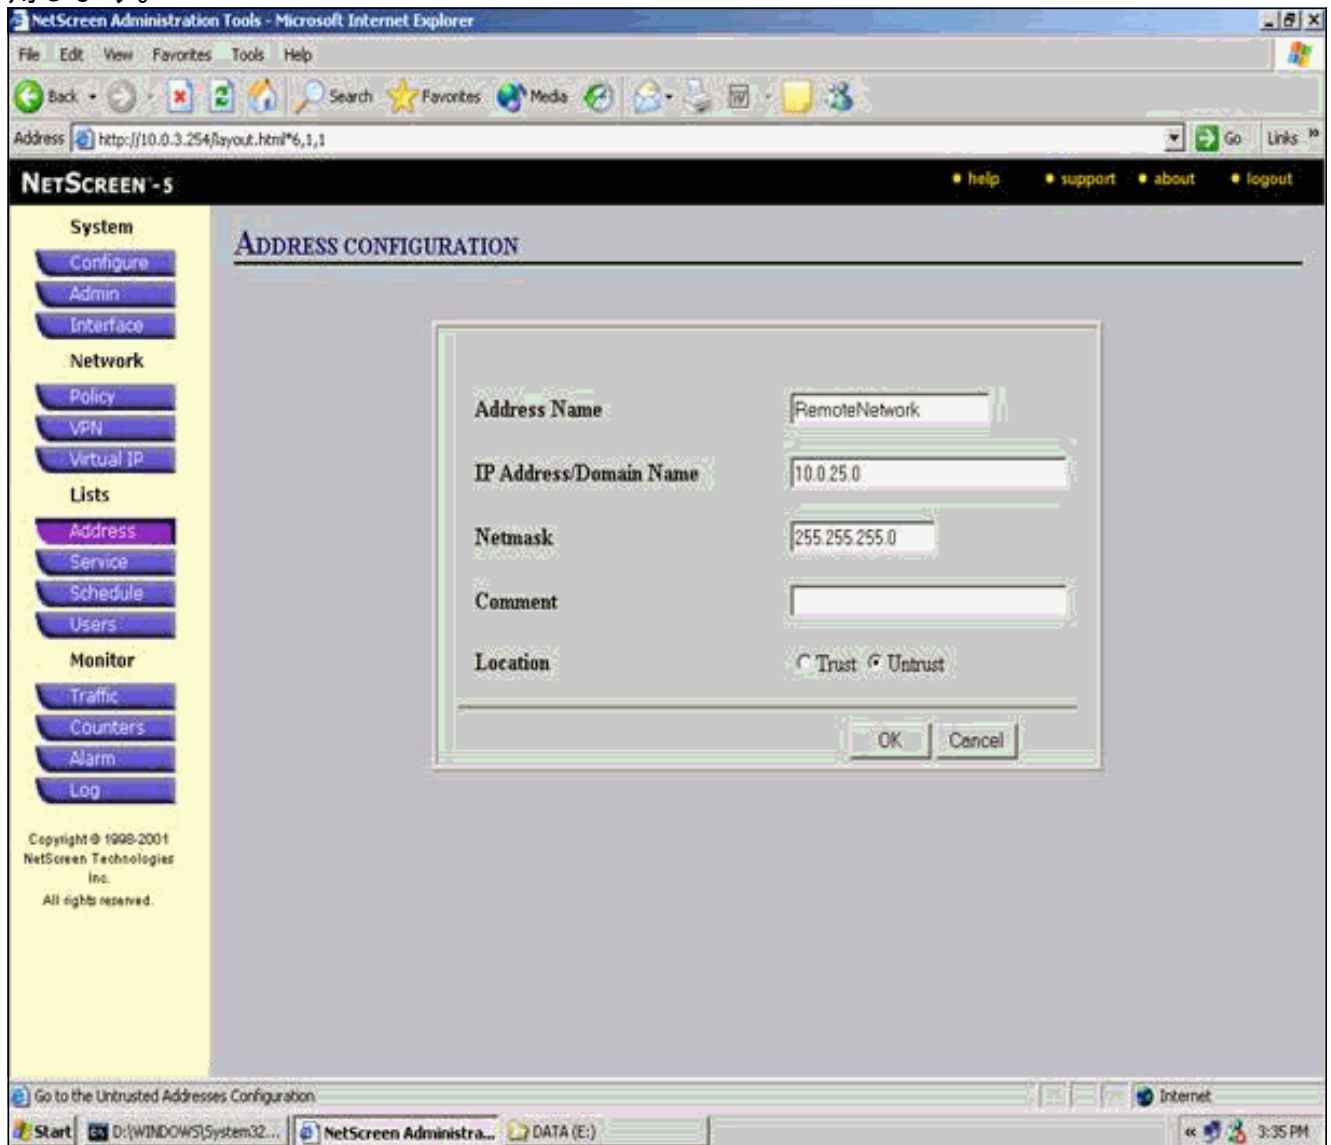 NetScreen Administration Tools - Microsoft Internet Explorer
File Edit View Favorites Tools Help
Back Search Favorites Media
Address http://10.0.3.254/layout.html*6,1,1 Go Links »
NETSCREEN - 5 help support about logout
System
Configure
Admin
Interface
Network
Policy
VPN
Virtual IP
Lists
Address
Service
Schedule
Users
Monitor
Traffic
Counters
Alarm
Log
Copyright © 1998-2001
NetScreen Technologies
Inc.
All rights reserved.
ADDRESS CONFIGURATION
Address Name RemoteNetwork
IP Address/Domain Name 10.0.25.0
Netmask 255.255.255.0
Comment
Location Trust Untrust
OK Cancel
Go to the Untrusted Addresses Configuration Internet
Start D:\WINDOWS\System32... NetScreen Administra... DATA (E:) « 3:35 PM